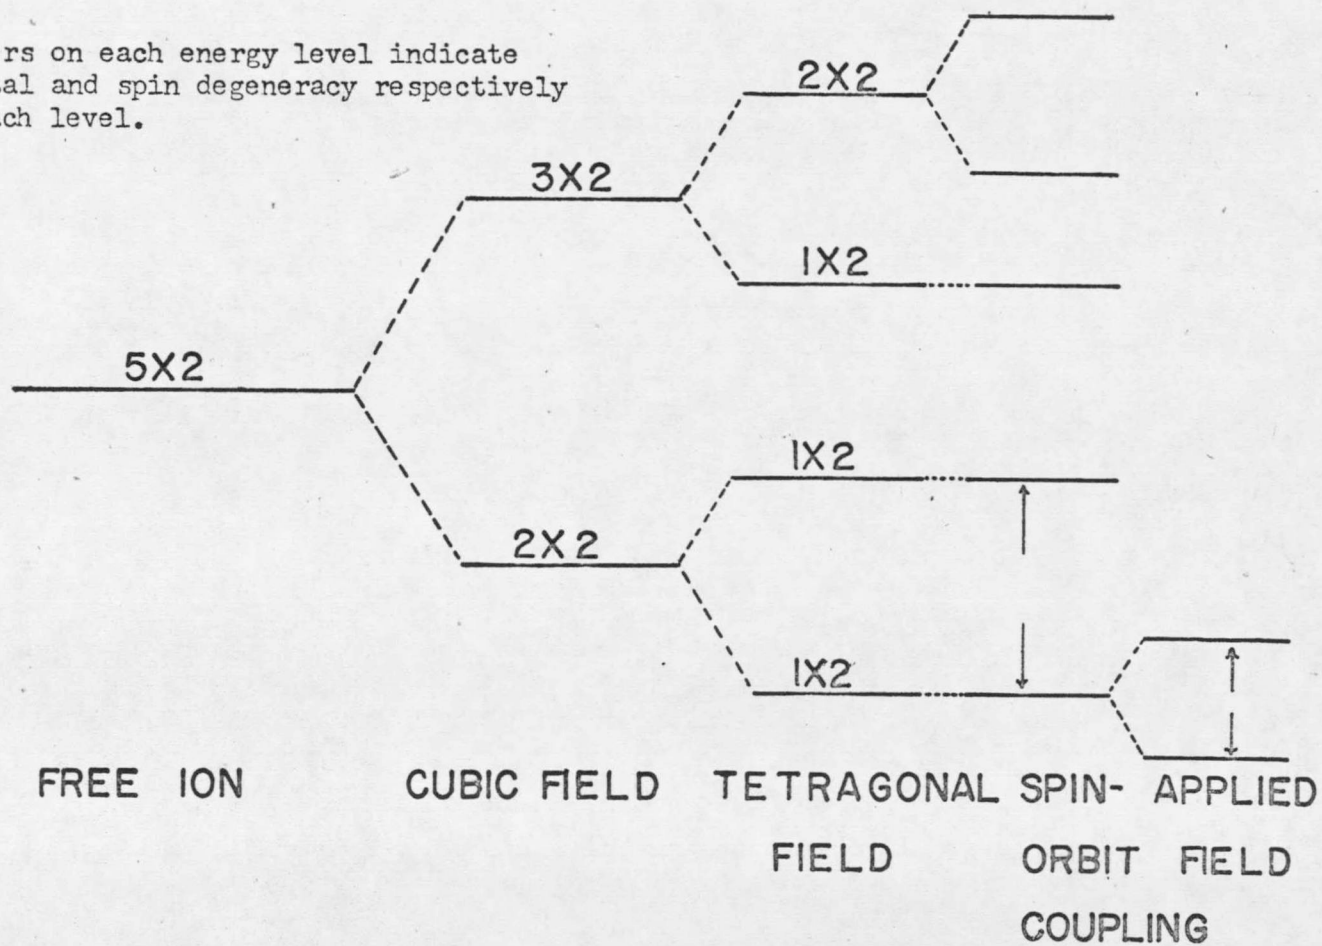 rs on each energy level indicate
al and spin degeneracy respectively
ch level.
2X2
3X2
1X2
5X2
1X2
2X2
1X2
FREE ION CUBIC FIELD TETRAGONAL SPIN- APPLIED
FIELD ORBIT FIELD
COUPLING